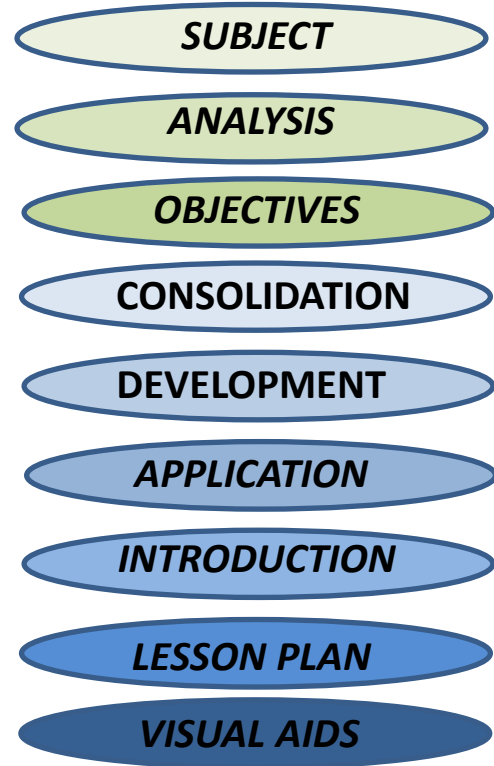 SUBJECT
ANALYSIS
OBJECTIVES
CONSOLIDATION
DEVELOPMENT
APPLICATION
INTRODUCTION
LESSON PLAN
VISUAL AIDS